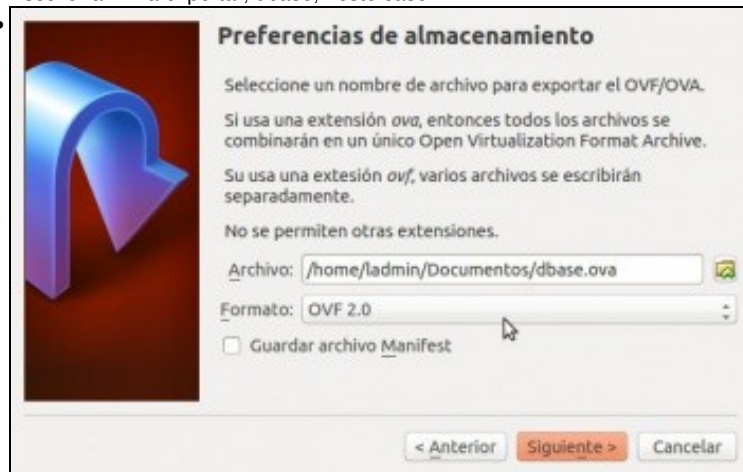 Preferencias de almacenamiento
Seleccione un nombre de archivo para exportar el OVF/OVA.
Si usa una extensión ova, entonces todos los archivos se
combinarán en un único Open Virtualization Format Archive.
Su usa una extesión ovf, varios archivos se escribirán
separadamente.
No se permiten otras extensiones.
Archivo: /home/ladmin/Documentos/dbase.ova
Formato: OVF 2.0
Guardar archivo Manifest
< Anterior Siguiente > Cancelar